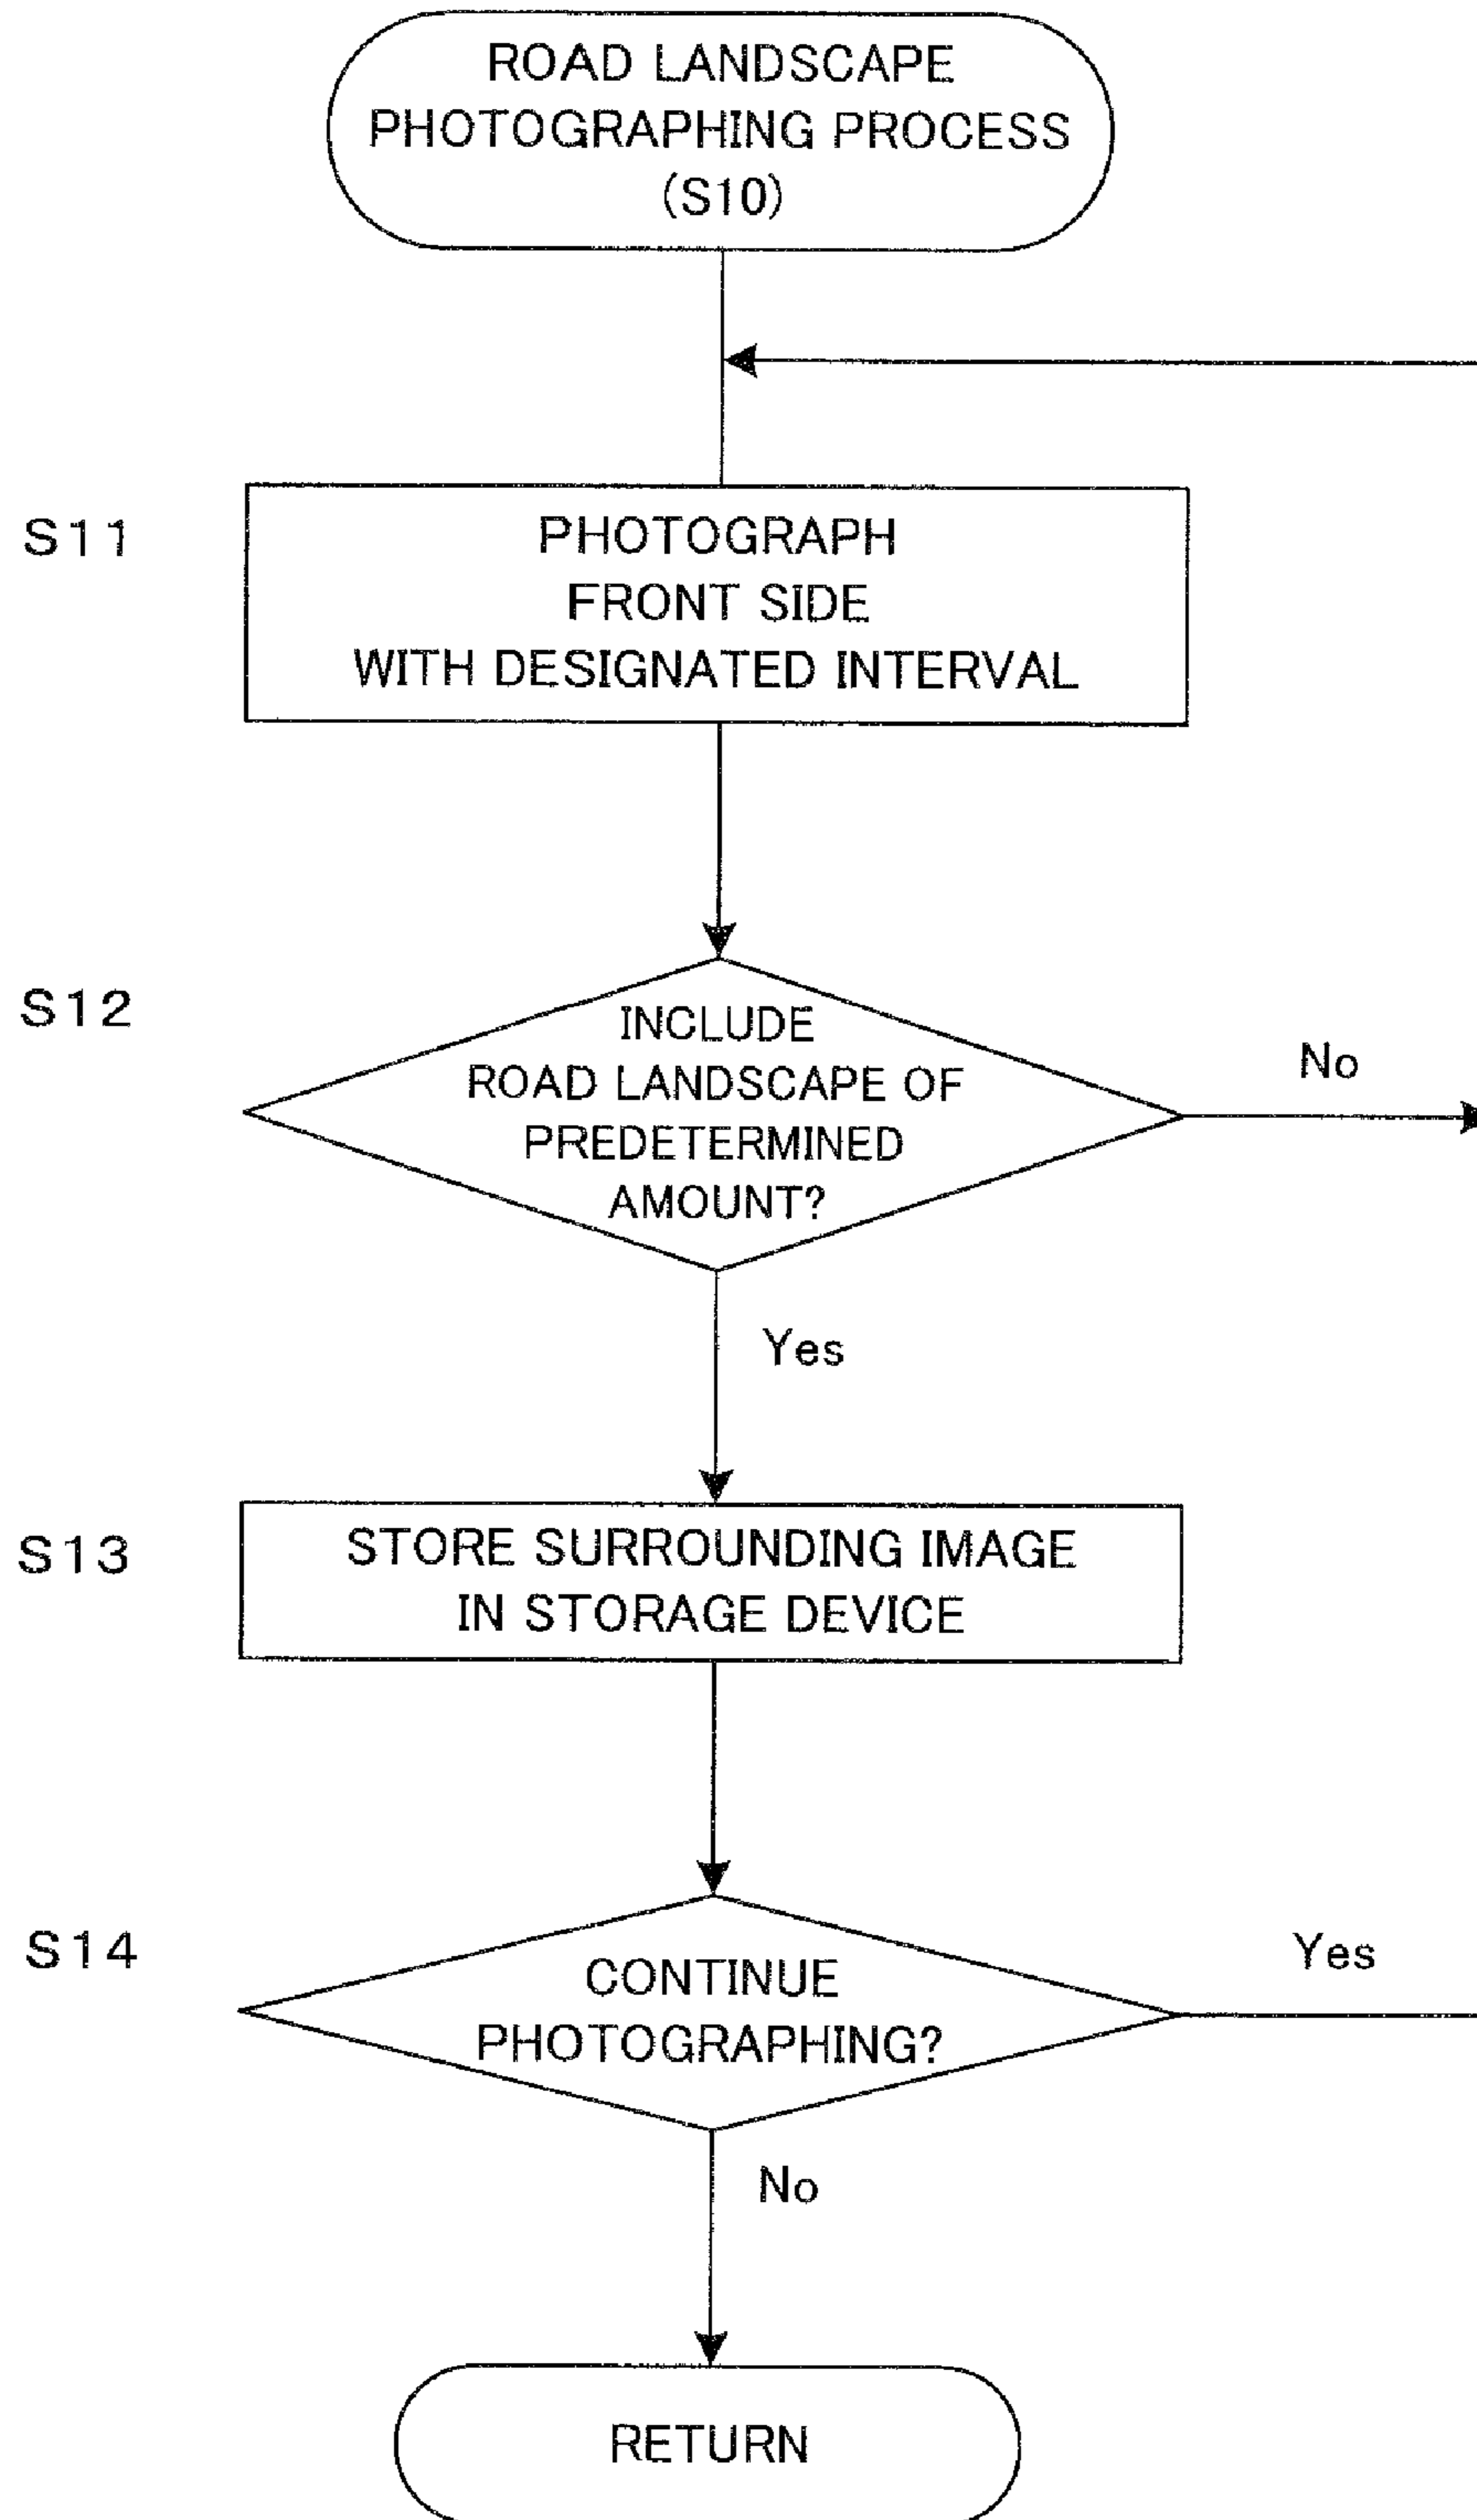 ROAD LANDSCAPE
PHOTOGRAPHING PROCESS
(S10)
S11
PHOTOGRAPH
FRONT SIDE
WITH DESIGNATED INTERVAL
S12
INCLUDE
ROAD LANDSCAPE OF
PREDETERMINED
AMOUNT?
No
Yes
S13
STORE SURROUNDING IMAGE
IN STORAGE DEVICE
S14
CONTINUE
PHOTOGRAPHING?
Yes
No
RETURN